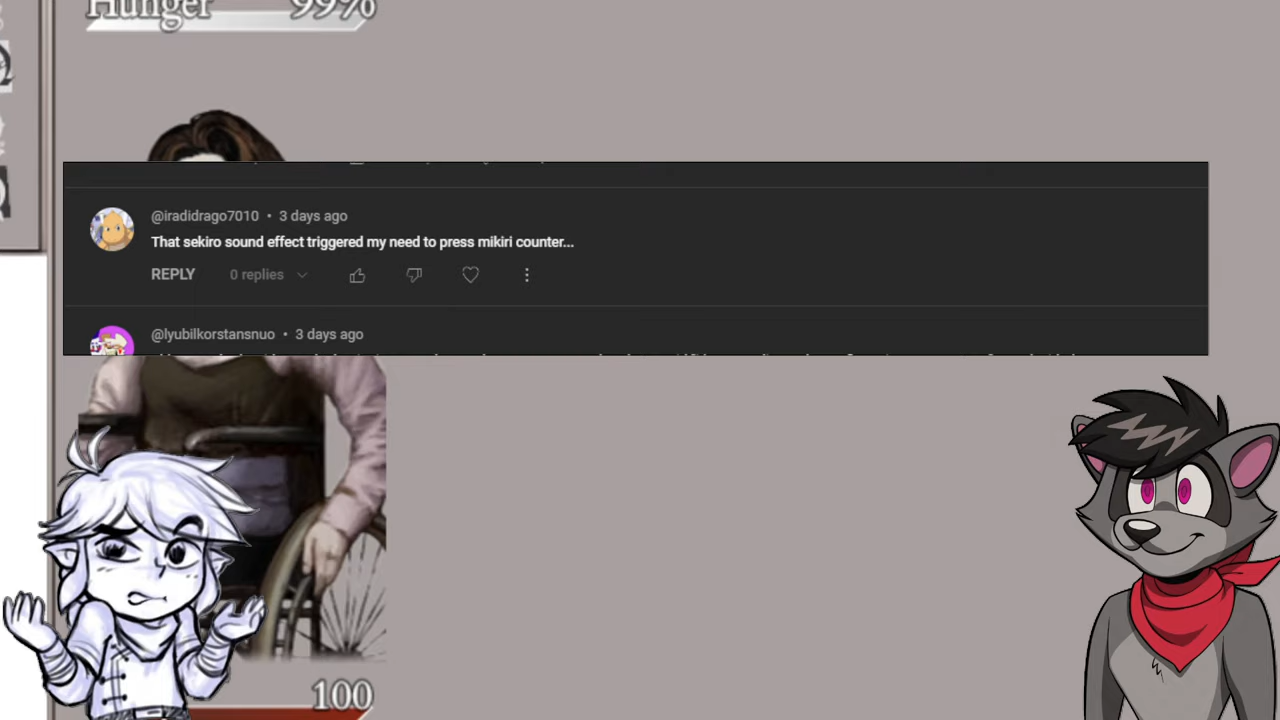 Hunger 99%
@iradidrago7010 • 3 days ago
That sekiro sound effect triggered my need to press mikiri counter...
REPLY 0 replies
@lyubilkorstansnuo • 3 days ago
100